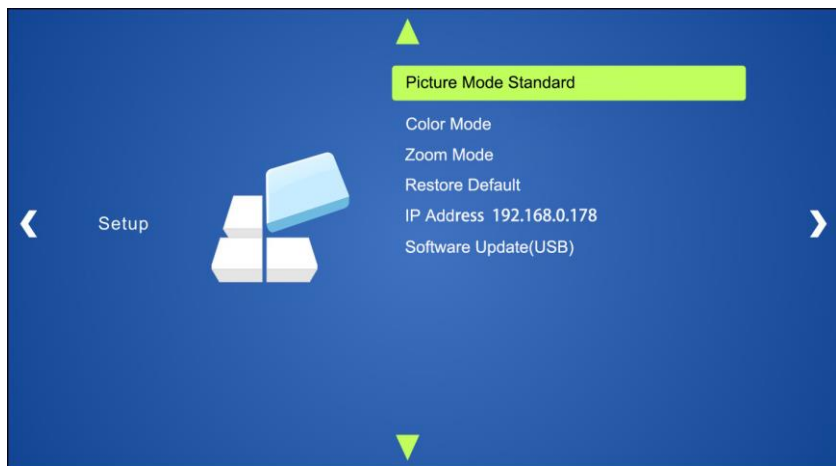 Picture Mode Standard
Color Mode
Zoom Mode
Restore Default
IP Address 192.168.0.178
Setup
Software Update(USB)